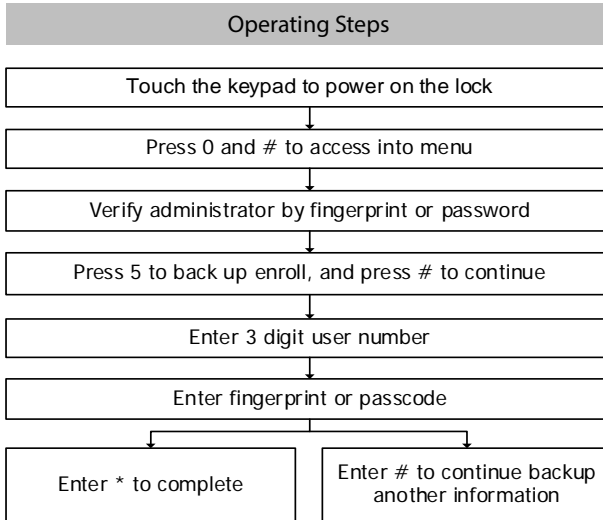 Operating Steps
Touch the keypad to power on the lock
Press 0 and # to access into menu
Verify administrator by fingerprint or password
Press 5 to back up enroll, and press # to continue
Enter 3 digit user number
Enter fingerprint or passcode
Enter * to complete
Enter # to continue backup
another information